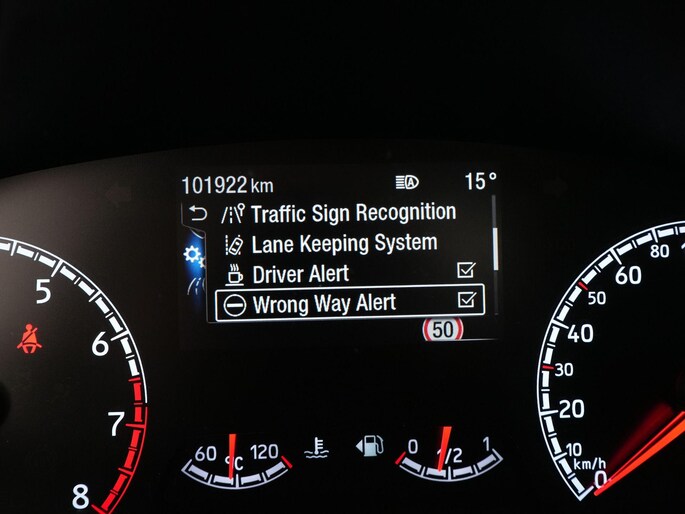 101922 km 15°
Traffic Sign Recognition
Lane Keeping System
Driver Alert
Wrong Way Alert
50
5
6
7
8
60 120
°C
0 1/2 1
0
10
20
30
40
50
60
80
km/h